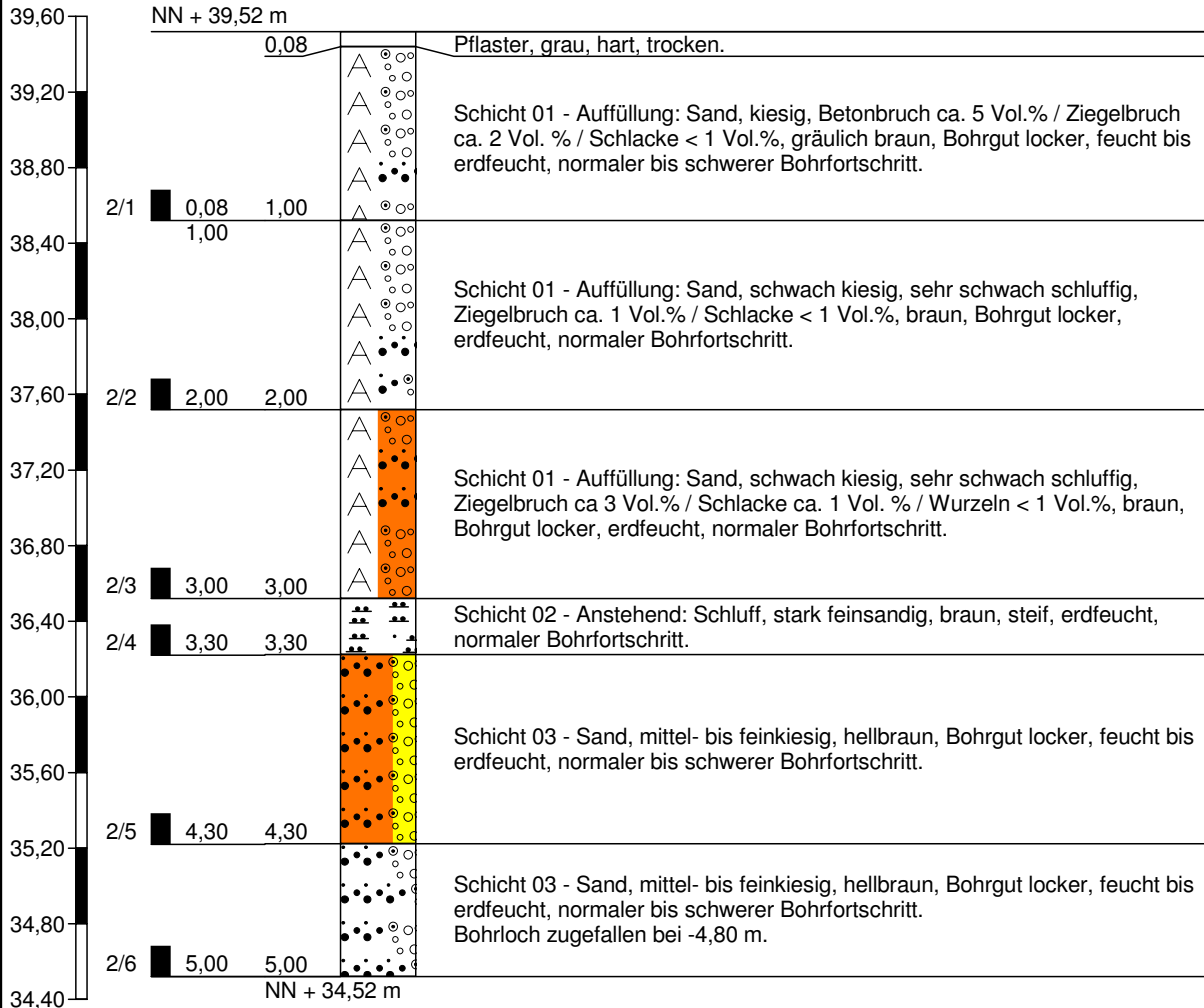 39,60
NN + 39,52 m
0,08
Pflaster, grau, hart, trocken.
39,20
Schicht 01 - Auffüllung: Sand, kiesig, Betonbruch ca. 5 Vol.% / Ziegelbruch
ca. 2 Vol. % / Schlacke < 1 Vol.%, gräulich braun, Bohrgut locker, feucht bis
erdfeucht, normaler bis schwerer Bohrfortschritt.
38,80
2/1 0,08 1,00
1,00
38,40
Schicht 01 - Auffüllung: Sand, schwach kiesig, sehr schwach schluffig,
Ziegelbruch ca. 1 Vol.% / Schlacke < 1 Vol.%, braun, Bohrgut locker,
erdfeucht, normaler Bohrfortschritt.
38,00
37,60
2/2 2,00 2,00
37,20
Schicht 01 - Auffüllung: Sand, schwach kiesig, sehr schwach schluffig,
Ziegelbruch ca 3 Vol.% / Schlacke ca. 1 Vol. % / Wurzeln < 1 Vol.%, braun,
Bohrgut locker, erdfeucht, normaler Bohrfortschritt.
36,80
2/3 3,00 3,00
36,40
Schicht 02 - Anstehend: Schluff, stark feinsandig, braun, steif, erdfeucht,
normaler Bohrfortschritt.
2/4 3,30 3,30
36,00
Schicht 03 - Sand, mittel- bis feinkiesig, hellbraun, Bohrgut locker, feucht bis
erdfeucht, normaler bis schwerer Bohrfortschritt.
35,60
2/5 4,30 4,30
35,20
Schicht 03 - Sand, mittel- bis feinkiesig, hellbraun, Bohrgut locker, feucht bis
erdfeucht, normaler bis schwerer Bohrfortschritt.
Bohrloch zugefallen bei -4,80 m.
34,80
2/6 5,00 5,00
NN + 34,52 m
34,40